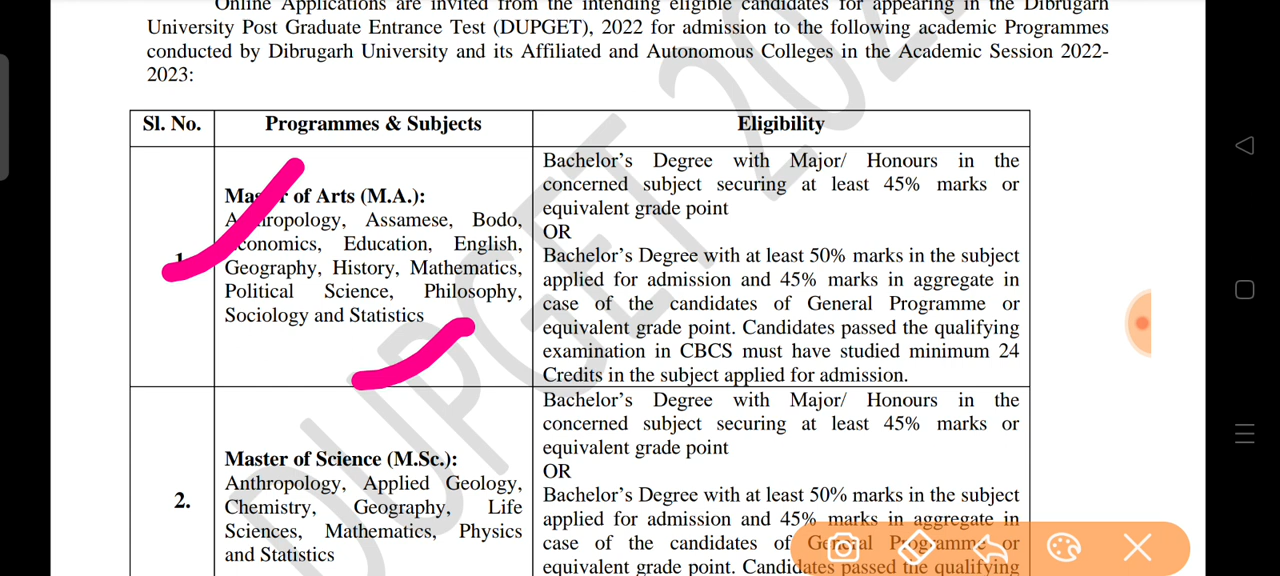 Online Applications are invited from the intending eligible candidates for appearing in the Dibrugarh
University Post Graduate Entrance Test (DUPGET), 2022 for admission to the following academic Programmes
conducted by Dibrugarh University and its Affiliated and Autonomous Colleges in the Academic Session 2022-
2023:
Sl. No.
Programmes & Subjects
Eligibility
1.
Master of Arts (M.A.):
Anthropology, Assamese, Bodo,
Economics, Education, English,
Geography, History, Mathematics,
Political Science, Philosophy,
Sociology and Statistics
Bachelor's Degree with Major/ Honours in the
concerned subject securing at least 45% marks or
equivalent grade point
OR
Bachelor's Degree with at least 50% marks in the subject
applied for admission and 45% marks in aggregate in
case of the candidates of General Programme or
equivalent grade point. Candidates passed the qualifying
examination in CBCS must have studied minimum 24
Credits in the subject applied for admission.
2.
Master of Science (M.Sc.):
Anthropology, Applied Geology,
Chemistry, Geography, Life
Sciences, Mathematics, Physics
and Statistics
Bachelor's Degree with Major/ Honours in the
concerned subject securing at least 45% marks or
equivalent grade point
OR
Bachelor's Degree with at least 50% marks in the subject
applied for admission and 45% marks in aggregate in
case of the candidates of General Programme or
equivalent grade point. Candidates passed the qualifying
DUPGET 202